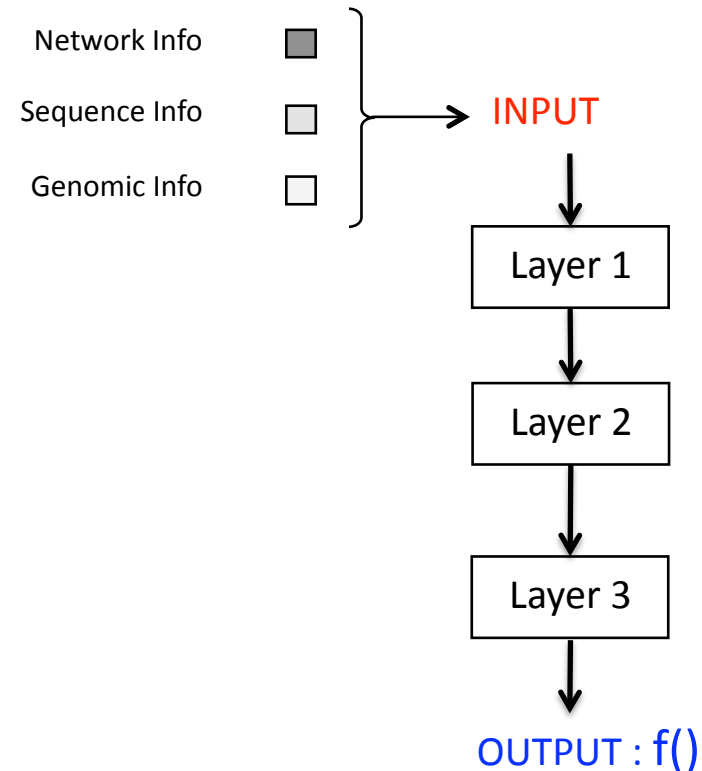 Network Info
Sequence Info
Genomic Info
INPUT
Layer 1
Layer 2
Layer 3
OUTPUT : f()